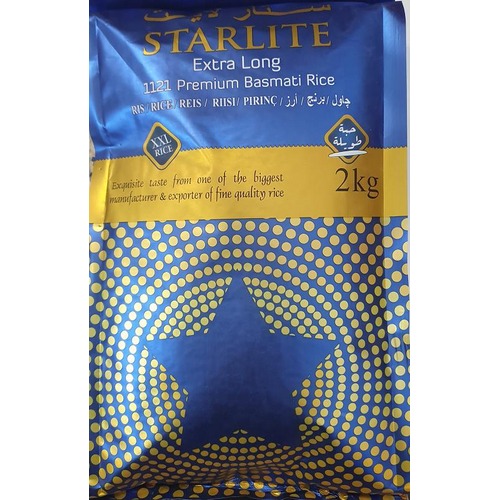 ستار لايت
STARLITE
Extra Long
1121 Premium Basmati Rice
RIS / RICE / REIS / RIISI / PIRINÇ / أرز / برنج / چاول
XXL
RICE
حبة
طويلة
Exquisite taste from one of the biggest
manufacturer & exporter of fine quality rice
2kg